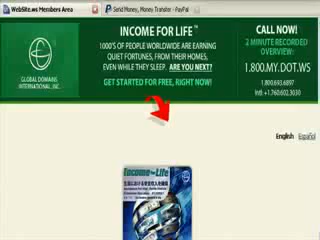 WebSite.ws Members Area
Send Money, Money Transfer - PayPal
INCOME FOR LIFE™
1000'S OF PEOPLE WORLDWIDE ARE EARNING
QUIET FORTUNES, FROM THEIR HOMES,
EVEN WHILE THEY SLEEP. ARE YOU NEXT?
GET STARTED FOR FREE, RIGHT NOW!
GLOBAL DOMAINS
INTERNATIONAL, INC.
CALL NOW!
2 MINUTE RECORDED
OVERVIEW:
1.800.MY.DOT.WS
1.800.693.6897
Intl: +1.760.602.3030
English Español
Income For Life